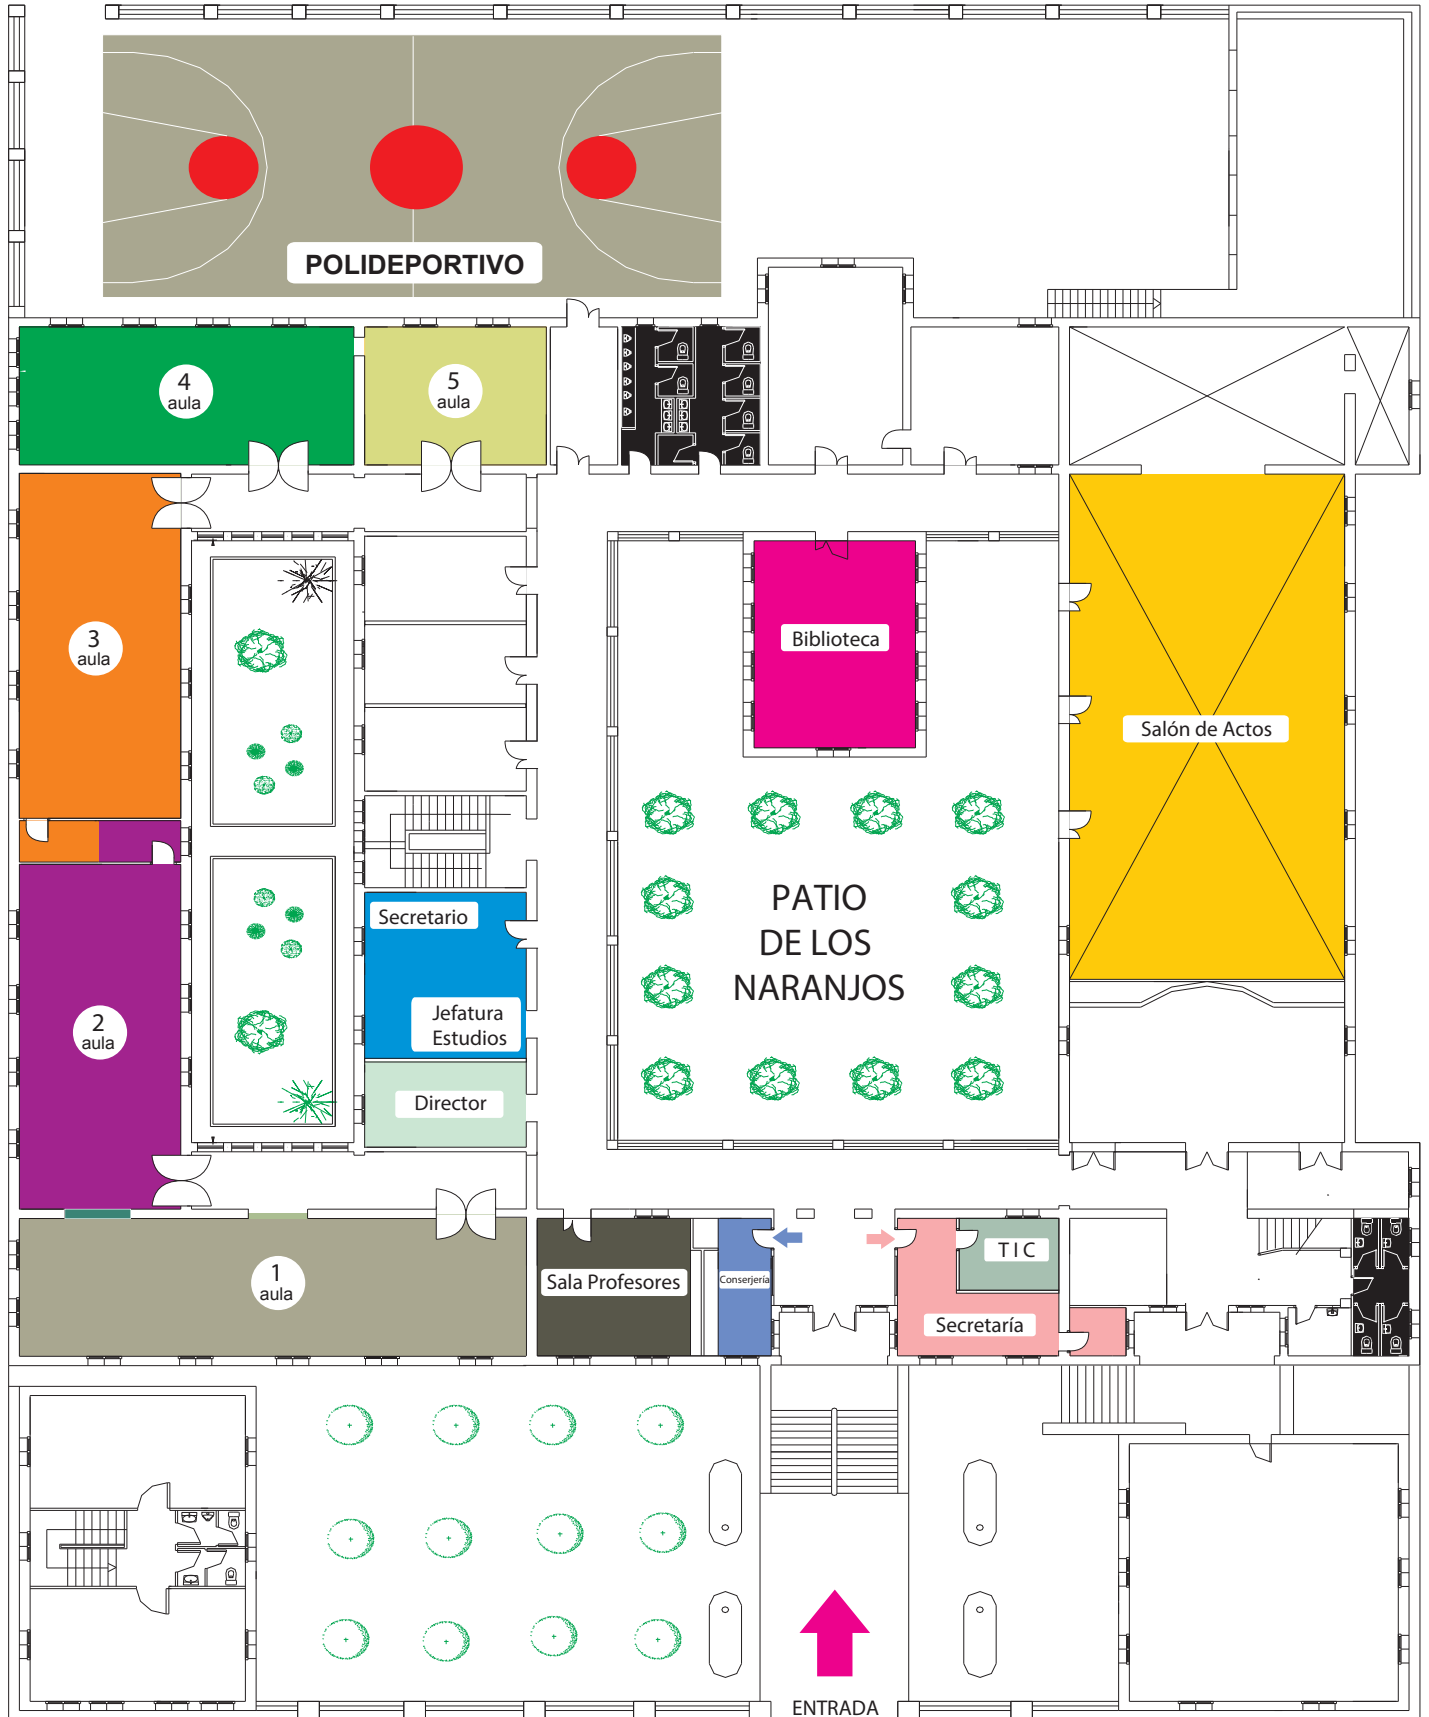 POLIDEPORTIVO
4
aula
5
aula
3
aula
Biblioteca
Salón de Actos
PATIO
DE LOS
NARANJOS
Secretario
Jefatura
Estudios
2
aula
Director
1
aula
Sala Profesores
Conserjería
TIC
Secretaría
ENTRADA